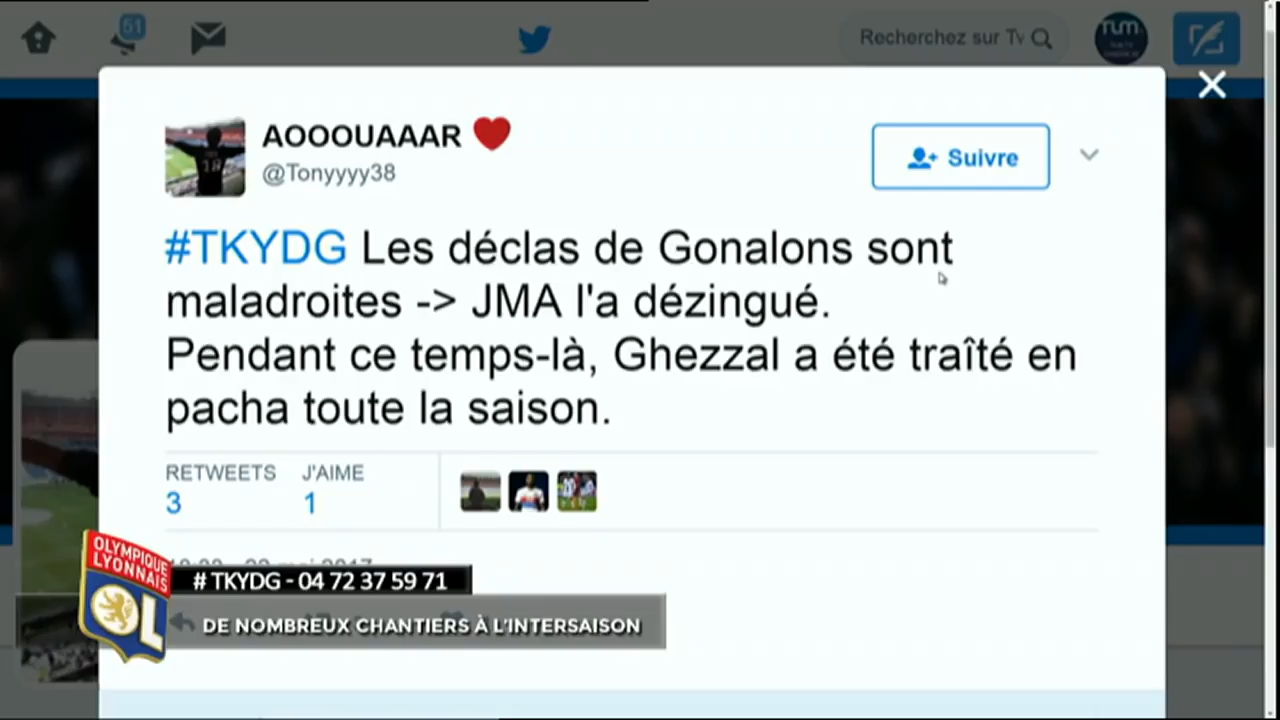 51
Recherchez sur Tv
TLM
AOOOUAAAR
@Tonyyyy38
Suivre
#TKYDG Les déclas de Gonalons sont
maladroites -> JMA l'a dézingué.
Pendant ce temps-là, Ghezzal a été traîté en
pacha toute la saison.
RETWEETS J'AIME
3 1
OLYMPIQUE
LYONNAIS
OL
# TKYDG - 04 72 37 59 71
DE NOMBREUX CHANTIERS À L'INTERSAISON